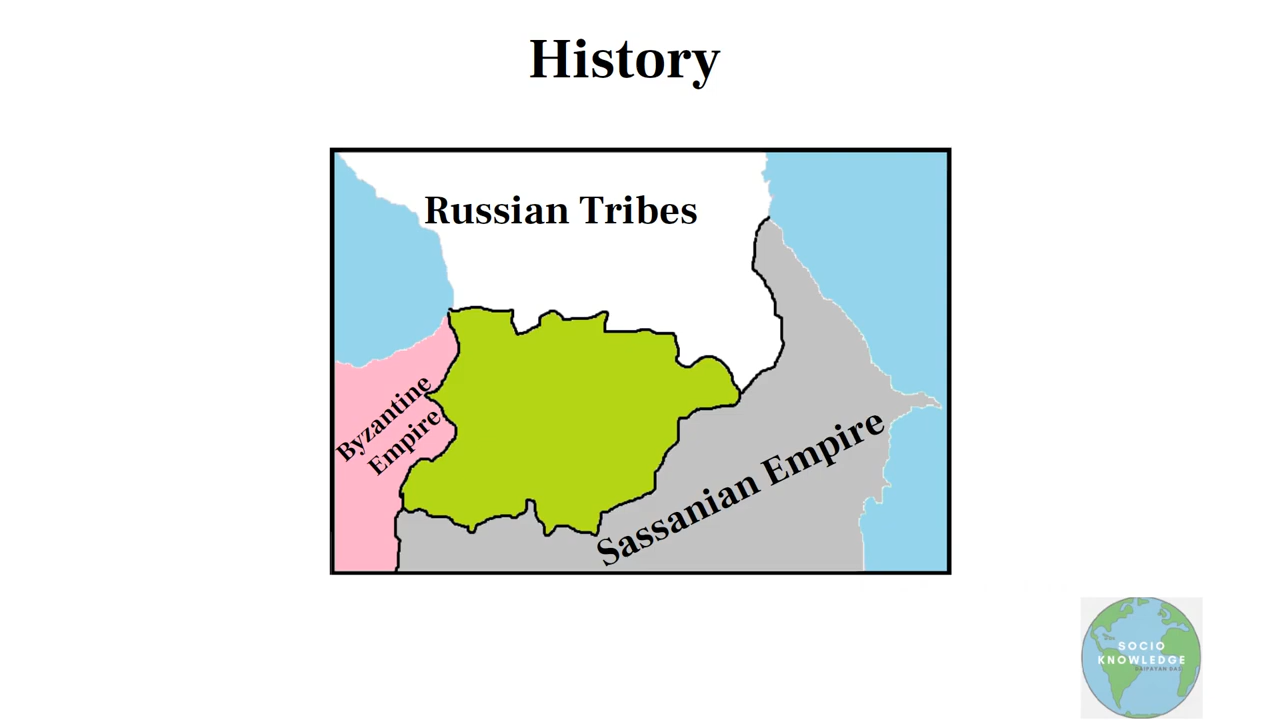 History
Russian Tribes
Byzantine
Empire
Sassanian Empire
SOCIO
KNOWLEDGE